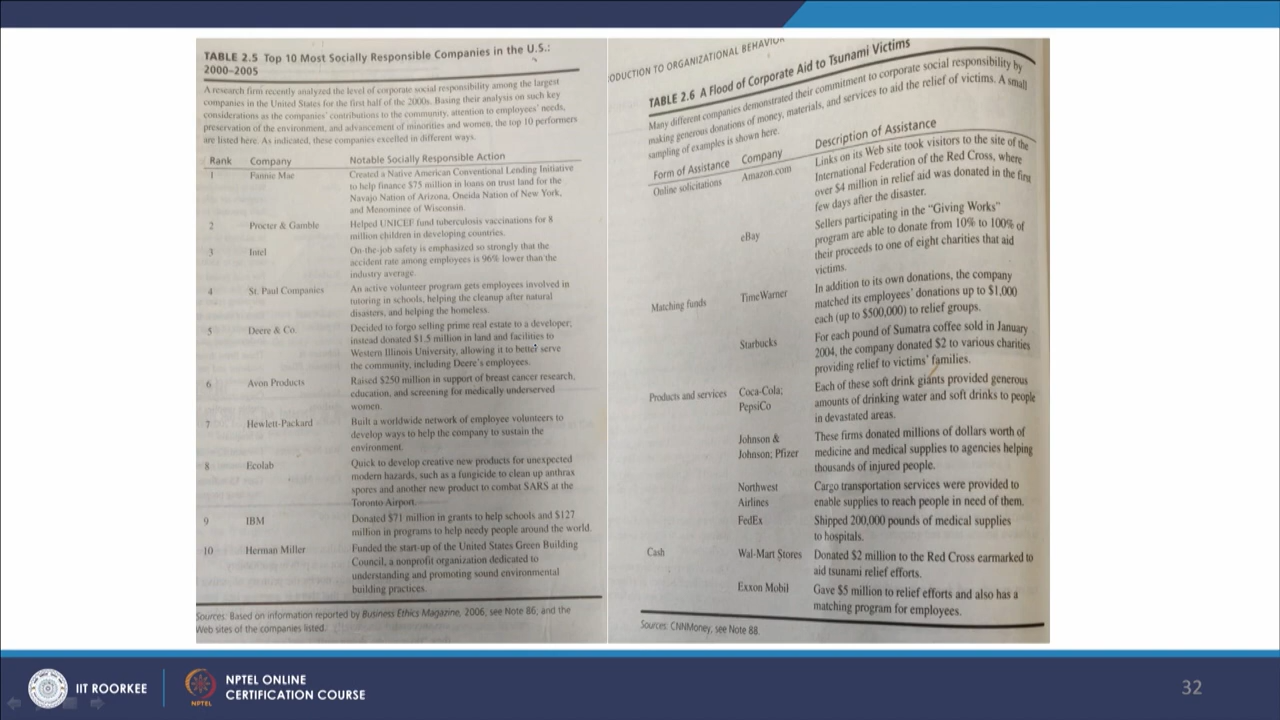 TABLE 2.5 Top 10 Most Socially Responsible Companies in the U.S.:
2000–2005
A research firm recently analyzed the level of corporate social responsibility among the largest
companies in the United States for the first half of the 2000s. Basing their analysis on such key
considerations as the companies' contributions to the community, attention to employees' needs,
preservation of the environment, and advancement of minorities and women, the top 10 performers
are listed here. As indicated, these companies excelled in different ways.
Rank Company Notable Socially Responsible Action
1 Fannie Mae Created a Native American Conventional Lending Initiative
to help finance $75 million in loans on trust land for the
Navajo Nation of Arizona, Oneida Nation of New York,
and Menominee of Wisconsin.
2 Procter & Gamble Helped UNICEF fund tuberculosis vaccinations for 8
million children in developing countries.
3 Intel On-the-job safety is emphasized so strongly that the
accident rate among employees is 96% lower than the
industry average.
4 St. Paul Companies An active volunteer program gets employees involved in
tutoring in schools, helping the cleanup after natural
disasters, and helping the homeless.
5 Deere & Co. Decided to forgo selling prime real estate to a developer;
instead donated $1.5 million in land and facilities to
Western Illinois University, allowing it to better serve
the community, including Deere's employees.
6 Avon Products Raised $250 million in support of breast cancer research,
education, and screening for medically underserved
women.
7 Hewlett-Packard Built a worldwide network of employee volunteers to
develop ways to help the company to sustain the
environment.
8 Ecolab Quick to develop creative new products for unexpected
modern hazards, such as a fungicide to clean up anthrax
spores and another new product to combat SARS at the
Toronto Airport.
9 IBM Donated $71 million in grants to help schools and $127
million in programs to help needy people around the world.
10 Herman Miller Funded the start-up of the United States Green Building
Council, a nonprofit organization dedicated to
understanding and promoting sound environmental
building practices.
Sources: Based on information reported by Business Ethics Magazine, 2006, see Note 86; and the
Web sites of the companies listed.
ODUCTION TO ORGANIZATIONAL BEHAVIOR
TABLE 2.6 A Flood of Corporate Aid to Tsunami Victims
Many different companies demonstrated their commitment to corporate social responsibility by
making generous donations of money, materials, and services to aid the relief of victims. A small
sampling of examples is shown here.
Form of Assistance Company Description of Assistance
Online solicitations Amazon.com Links on its Web site took visitors to the site of the
International Federation of the Red Cross, where
over $4 million in relief aid was donated in the first
few days after the disaster.
eBay Sellers participating in the "Giving Works"
program are able to donate from 10% to 100% of
their proceeds to one of eight charities that aid
victims.
Matching funds TimeWarner In addition to its own donations, the company
matched its employees' donations up to $1,000
each (up to $500,000) to relief groups.
Starbucks For each pound of Sumatra coffee sold in January
2004, the company donated $2 to various charities
providing relief to victims' families.
Products and services Coca-Cola; Each of these soft drink giants provided generous
PepsiCo amounts of drinking water and soft drinks to people
in devastated areas.
Johnson & These firms donated millions of dollars worth of
Johnson; Pfizer medicine and medical supplies to agencies helping
thousands of injured people.
Northwest Cargo transportation services were provided to
Airlines enable supplies to reach people in need of them.
FedEx Shipped 200,000 pounds of medical supplies
to hospitals.
Cash Wal-Mart Stores Donated $2 million to the Red Cross earmarked to
aid tsunami relief efforts.
Exxon Mobil Gave $5 million to relief efforts and also has a
matching program for employees.
Sources: CNNMoney, see Note 88.
IIT ROORKEE
NPTEL
NPTEL ONLINE
CERTIFICATION COURSE
32